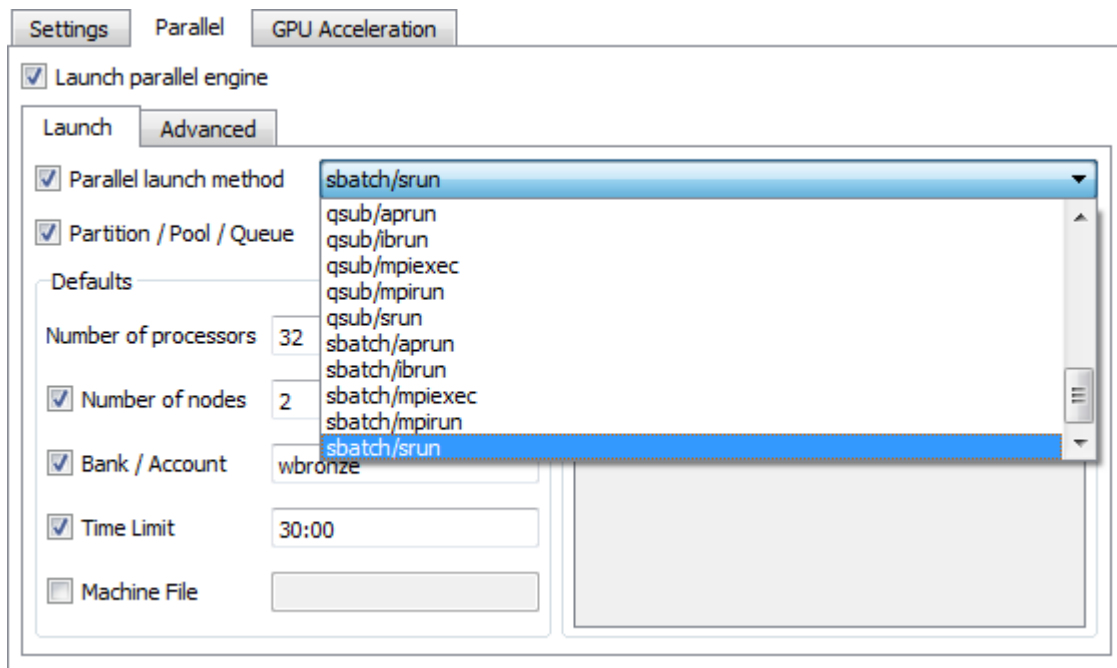 Settings Parallel GPU Acceleration
Launch parallel engine
Launch Advanced
Parallel launch method sbatch/srun
qsub/aprun
Partition / Pool / Queue qsub/ibrun
qsub/mpiexec
Defaults qsub/mpirun
qsub/srun
Number of processors 32 sbatch/aprun
sbatch/ibrun
Number of nodes 2 sbatch/mpiexec
sbatch/mpirun
sbatch/srun
Bank / Account wbronze
Time Limit 30:00
Machine File